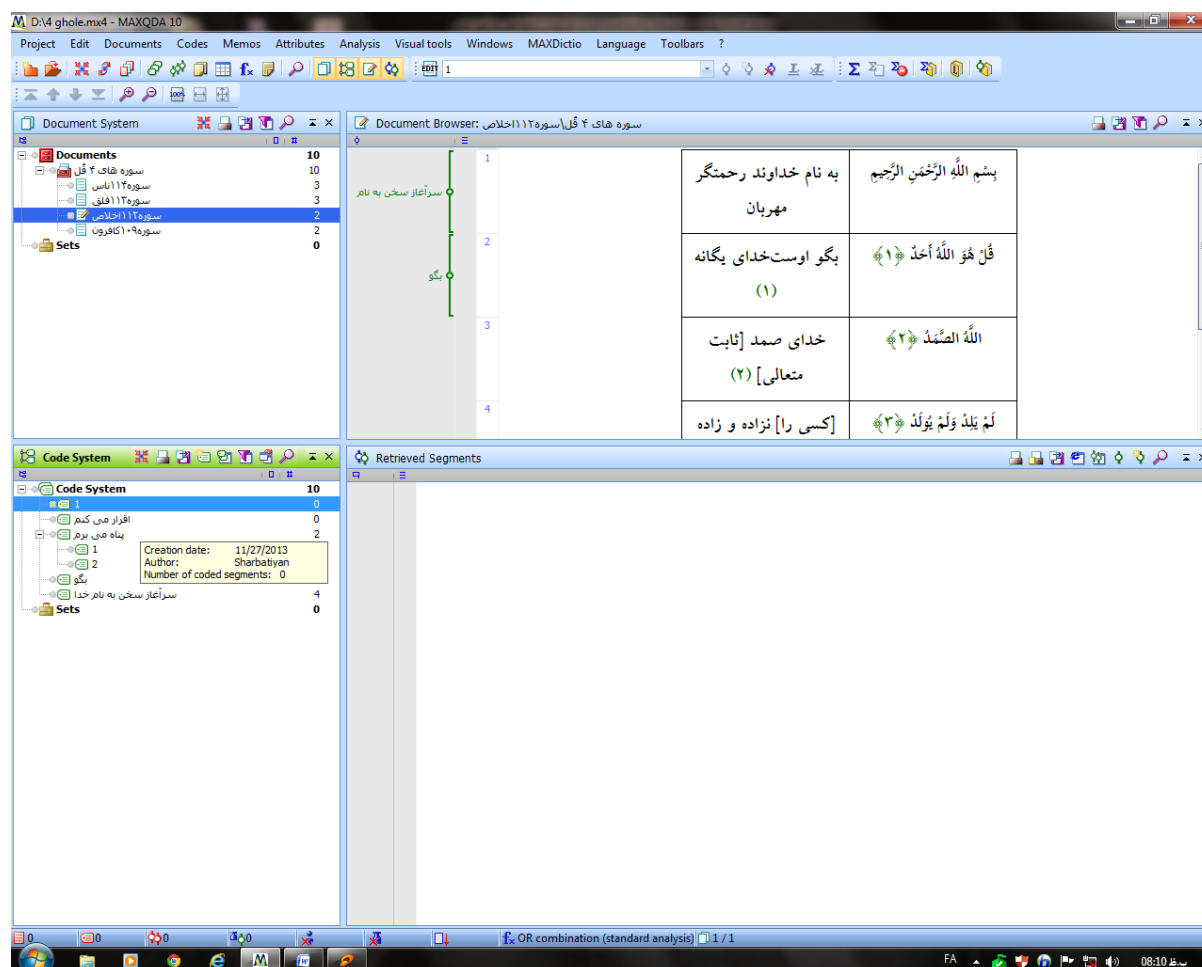 D:\4 ghole.mx4 - MAXQDA 10
Project Edit Documents Codes Memos Attributes Analysis Visual tools Windows MAXDictio Language Toolbars ?
EDIT 1
100%
Document System
Documents 10
سوره های ۴ قُل 10
سوره۱۱۴ناس 3
سوره۱۱۳فلق 3
سوره۱۱۲اخلاص 2
سوره۱۰۹کافرون 2
Sets 0
Document Browser: سوره های ۴ قُل\سوره۱۱۲اخلاص
سرآغاز سخن به نام
1
بِسْمِ اللَّهِ الرَّحْمَنِ الرَّحِيمِ
به نام خداوند رحمتگر
مهربان
بگو
2
قُلْ هُوَ اللَّهُ أَحَدٌ ﴿۱﴾
بگو اوست‌خدای یگانه
(۱)
3
اللَّهُ الصَّمَدُ ﴿۲﴾
خدای صمد [ثابت
متعالی] (۲)
4
لَمْ يَلِدْ وَلَمْ يُولَدْ ﴿۳﴾
[کسی را] نزاده و زاده
Code System
Code System 10
1 0
اقرار می کنم 0
پناه می برم 2
1
2
بگو
سرآغاز سخن به نام خدا 4
Sets 0
Creation date: 11/27/2013
Author: Sharbatiyan
Number of coded segments: 0
Retrieved Segments
0 0 0 0
OR combination (standard analysis) 1 / 1
FA
08:10 ب.ظ